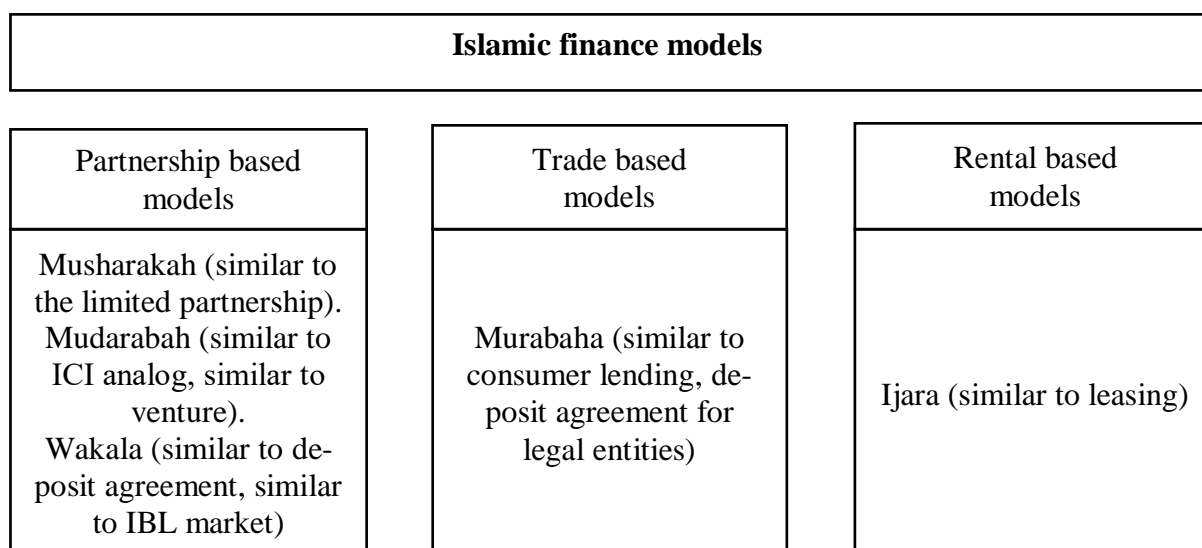 Islamic finance models
Partnership based
models
Trade based
models
Rental based
models
Musharakah (similar to
the limited partnership).
Mudarabah (similar to
ICI analog, similar to
venture).
Wakala (similar to de-
posit agreement, similar
to IBL market)
Murabaha (similar to
consumer lending, de-
posit agreement for
legal entities)
Ijara (similar to leasing)